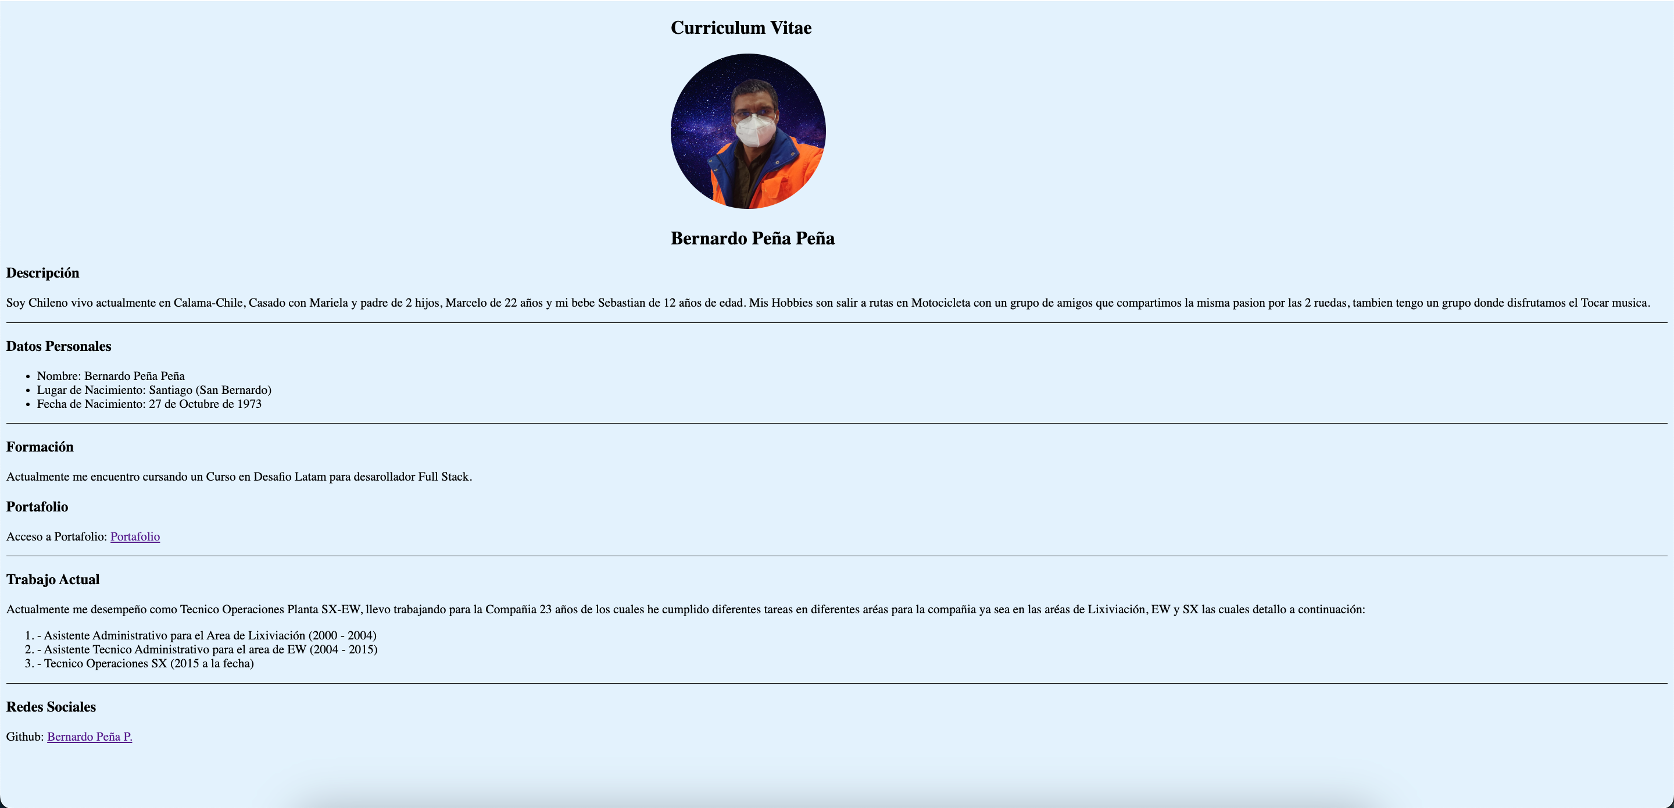 Curriculum Vitae
Bernardo Peña Peña
Descripción
Soy Chileno vivo actualmente en Calama-Chile, Casado con Mariela y padre de 2 hijos, Marcelo de 22 años y mi bebe Sebastian de 12 años de edad. Mis Hobbies son salir a rutas en Motocicleta con un grupo de amigos que compartimos la misma pasion por las 2 ruedas, tambien tengo un grupo donde disfrutamos el Tocar musica.
Datos Personales
• Nombre: Bernardo Peña Peña
• Lugar de Nacimiento: Santiago (San Bernardo)
• Fecha de Nacimiento: 27 de Octubre de 1973
Formación
Actualmente me encuentro cursando un Curso en Desafio Latam para desarollador Full Stack.
Portafolio
Acceso a Portafolio: Portafolio
Trabajo Actual
Actualmente me desempeño como Tecnico Operaciones Planta SX-EW, llevo trabajando para la Compañia 23 años de los cuales he cumplido diferentes tareas en diferentes aréas para la compañia ya sea en las aréas de Lixiviación, EW y SX las cuales detallo a continuación:
1. - Asistente Administrativo para el Area de Lixiviación (2000 - 2004)
2. - Asistente Tecnico Administrativo para el area de EW (2004 - 2015)
3. - Tecnico Operaciones SX (2015 a la fecha)
Redes Sociales
Github: Bernardo Peña P.